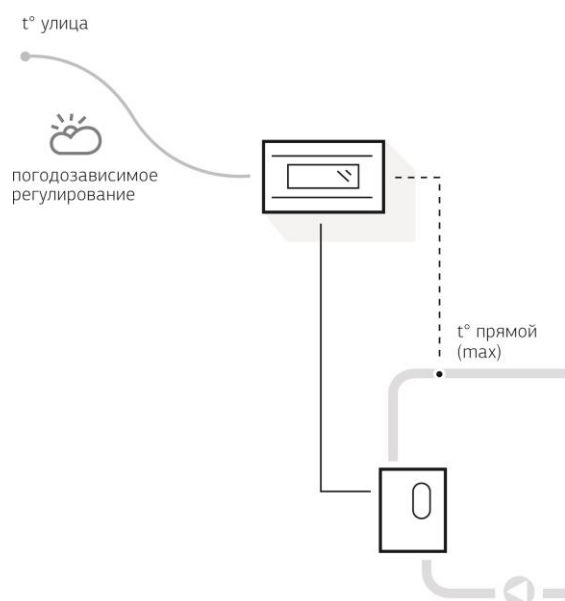 t° улица
погодозависимое
регулирование
t° прямой
(max)